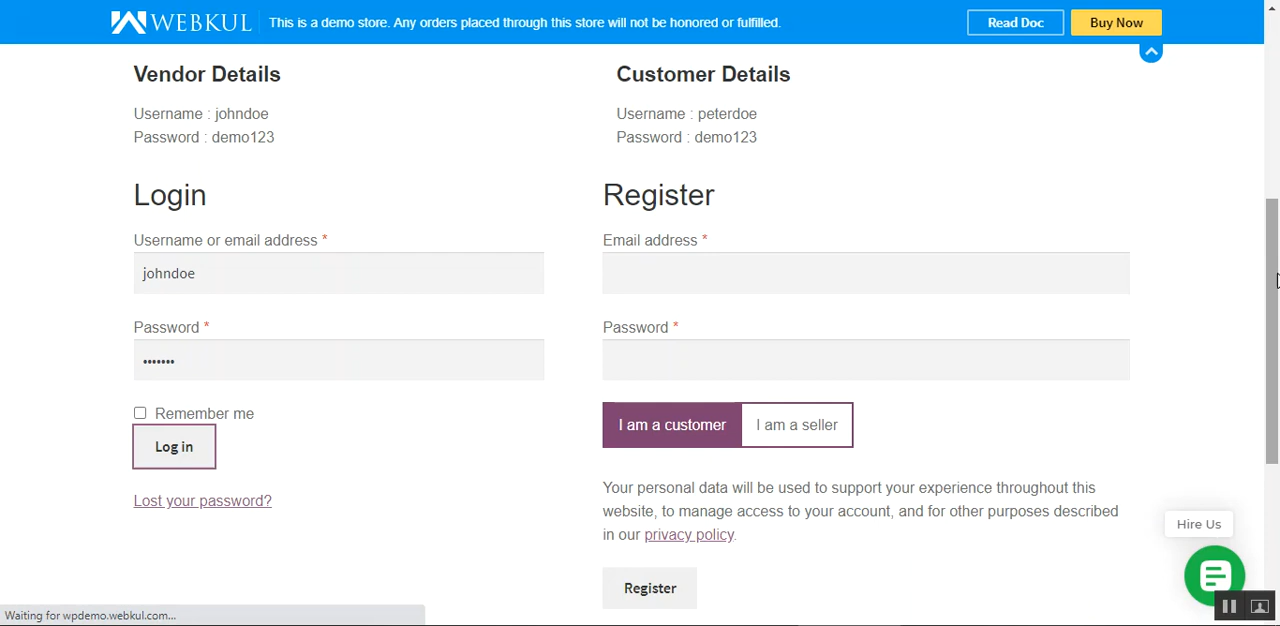 WEBKUL
This is a demo store. Any orders placed through this store will not be honored or fulfilled.
Read Doc
Buy Now
Vendor Details
Username : johndoe
Password : demo123
Customer Details
Username : peterdoe
Password : demo123
Login
Username or email address *
johndoe
Password *
•••••••
Remember me
Log in
Lost your password?
Register
Email address *
Password *
I am a customer
I am a seller
Your personal data will be used to support your experience throughout this
website, to manage access to your account, and for other purposes described
in our privacy policy.
Register
Hire Us
Waiting for wpdemo.webkul.com...